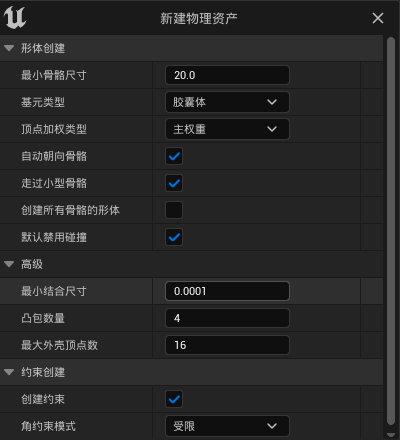 新建物理资产
形体创建
最小骨骼尺寸 20.0
基元类型 胶囊体
顶点加权类型 主权重
自动朝向骨骼
走过小型骨骼
创建所有骨骼的形体
默认禁用碰撞
高级
最小结合尺寸 0.0001
凸包数量 4
最大外壳顶点数 16
约束创建
创建约束
角约束模式 受限